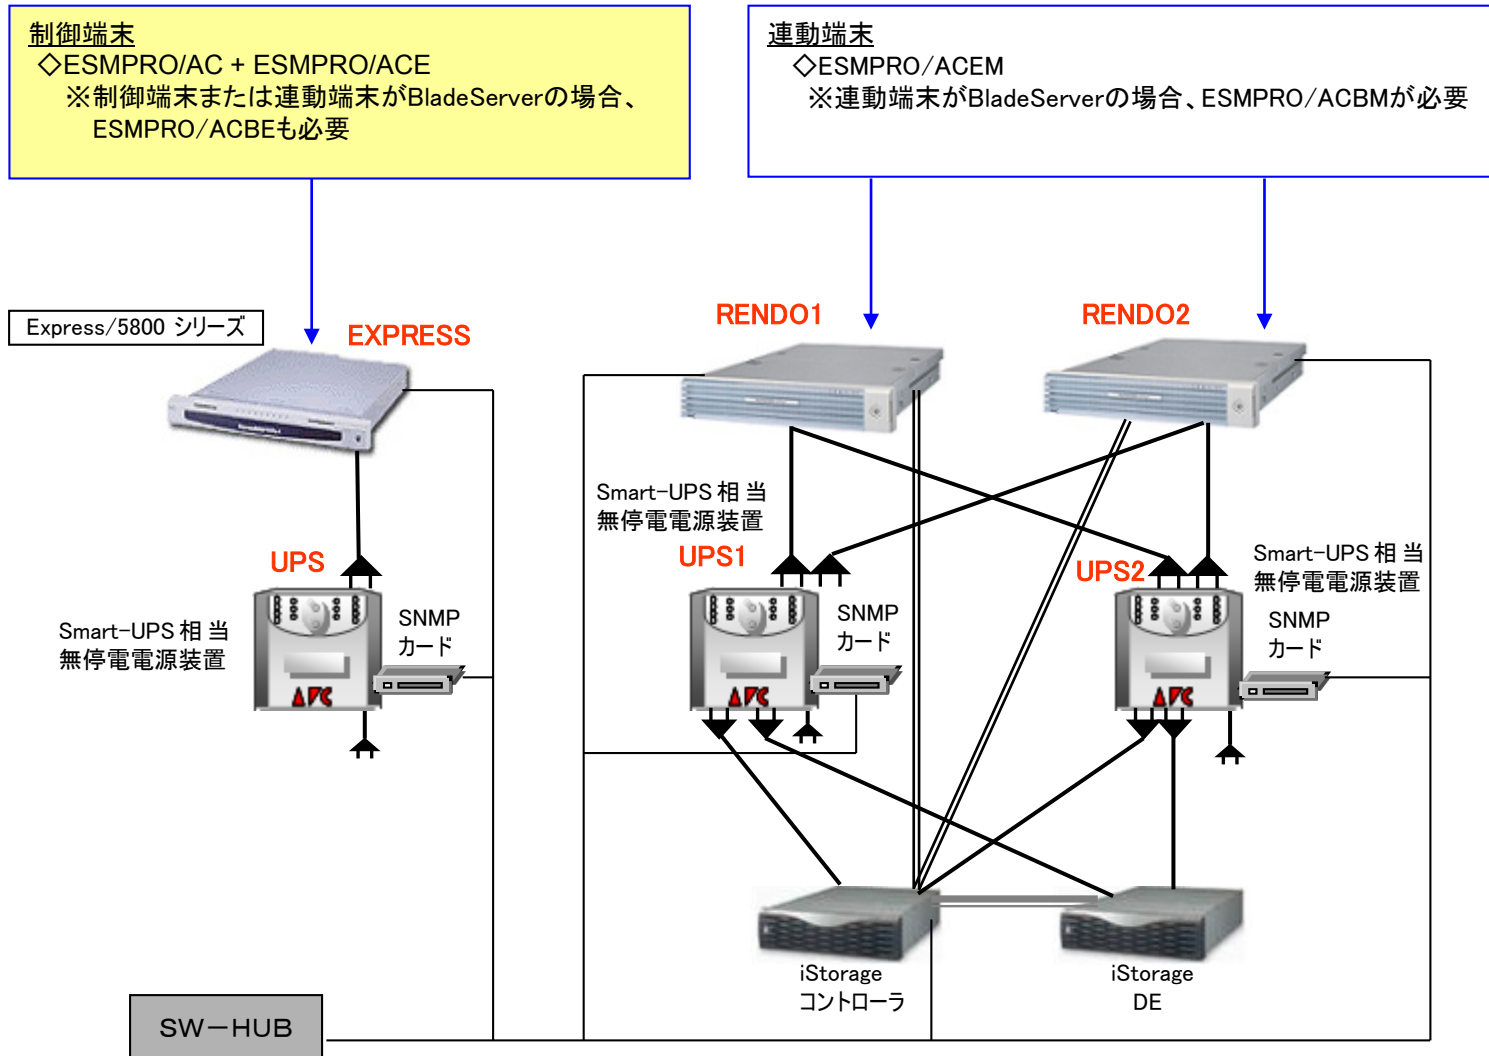 制御端末
◇ESMPRO/AC + ESMPRO/ACE
※制御端末または連動端末がBladeServerの場合、
ESMPRO/ACBEも必要
連動端末
◇ESMPRO/ACEM
※連動端末がBladeServerの場合、ESMPRO/ACBMが必要
Express/5800 シリーズ
EXPRESS
RENDO1
RENDO2
Smart-UPS 相 当
無停電電源装置
UPS
UPS1
UPS2
Smart-UPS 相 当
無停電電源装置
Smart-UPS 相 当
無停電電源装置
SNMP
カード
SNMP
カード
SNMP
カード
APC
APC
APC
iStorage
コントローラ
iStorage
DE
SW－HUB